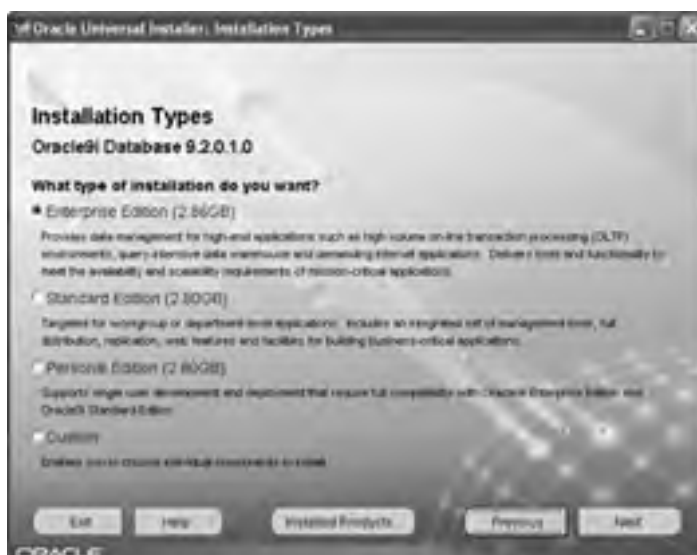 Oracle Universal Installer: Installation Types
Installation Types
Oracle9i Database 9.2.0.1.0
What type of installation do you want?
Enterprise Edition (2.86GB)
Provides data management for high-end applications such as high volume on-line transaction processing (OLTP)
environments, query-intensive data warehouse and demanding internet applications. Delivers tools and functionality to
meet the availability and scalability requirements of mission-critical applications.
Standard Edition (2.80GB)
Targeted for workgroup or department-level applications. Includes an integrated set of management tools, full
distribution, replication, web features and facilities for building business-critical applications.
Personal Edition (2.80GB)
Supports single user development and deployment that require full compatibility with Oracle9i Enterprise Edition and
Oracle9i Standard Edition
Custom
Enables you to choose individual components to install.
Exit
Help
Installed Products
Previous
Next
ORACLE